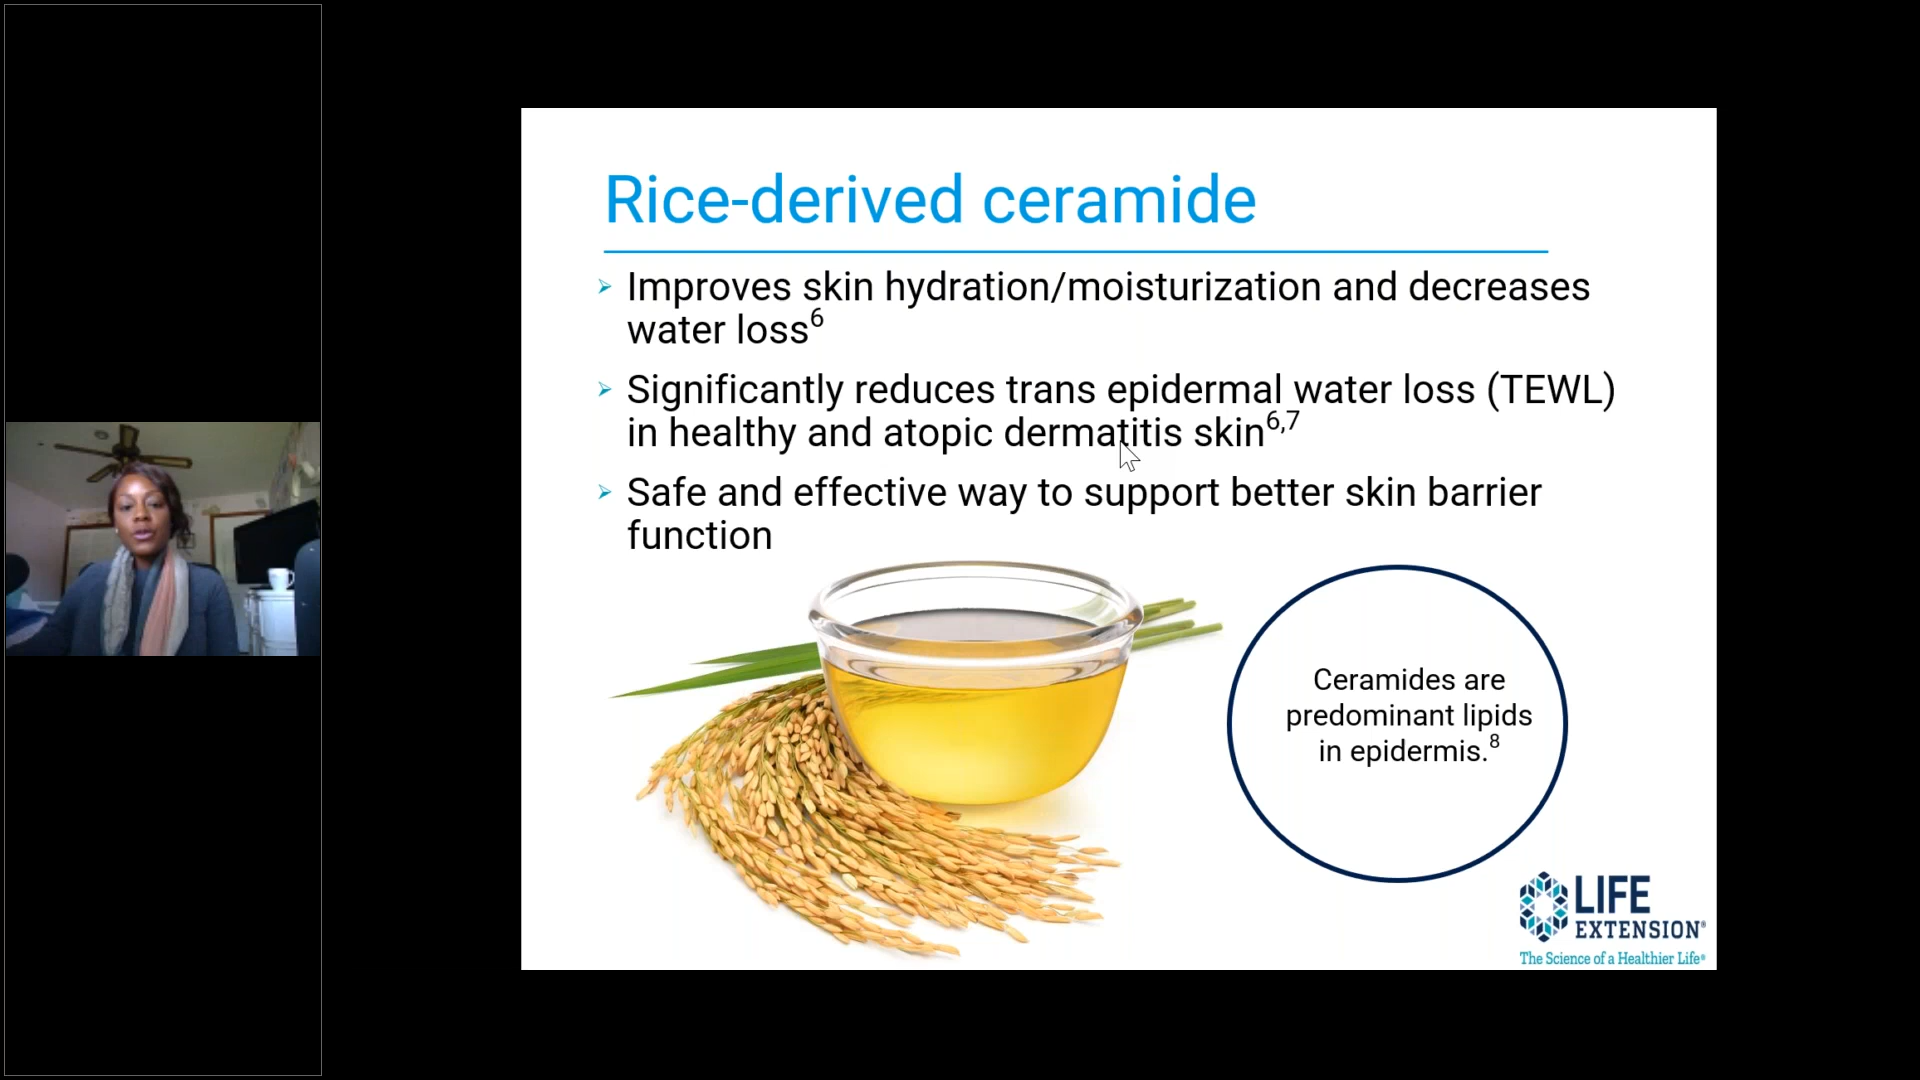 Rice-derived ceramide
➢ Improves skin hydration/moisturization and decreases
water loss⁶
➢ Significantly reduces trans epidermal water loss (TEWL)
in healthy and atopic dermatitis skin⁶,⁷
➢ Safe and effective way to support better skin barrier
function
Ceramides are
predominant lipids
in epidermis.⁸
LIFE
EXTENSION®
The Science of a Healthier Life®